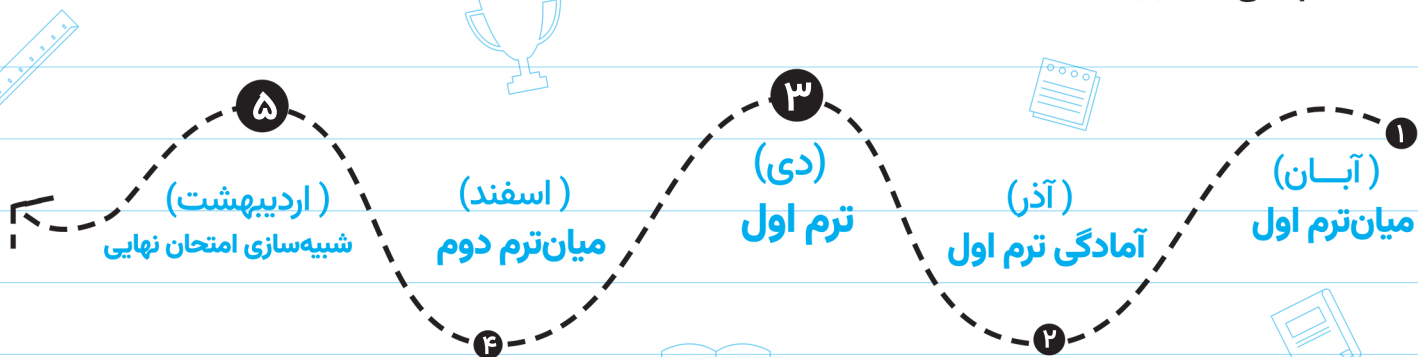 ۱
( آبـــان)
میان‌ترم اول
۲
( آذر)
آمادگی ترم اول
۳
(دی)
ترم اول
۴
( اسفند)
میان‌ترم دوم
۵
( اردیبهشت)
شبیه‌سازی امتحان نهایی